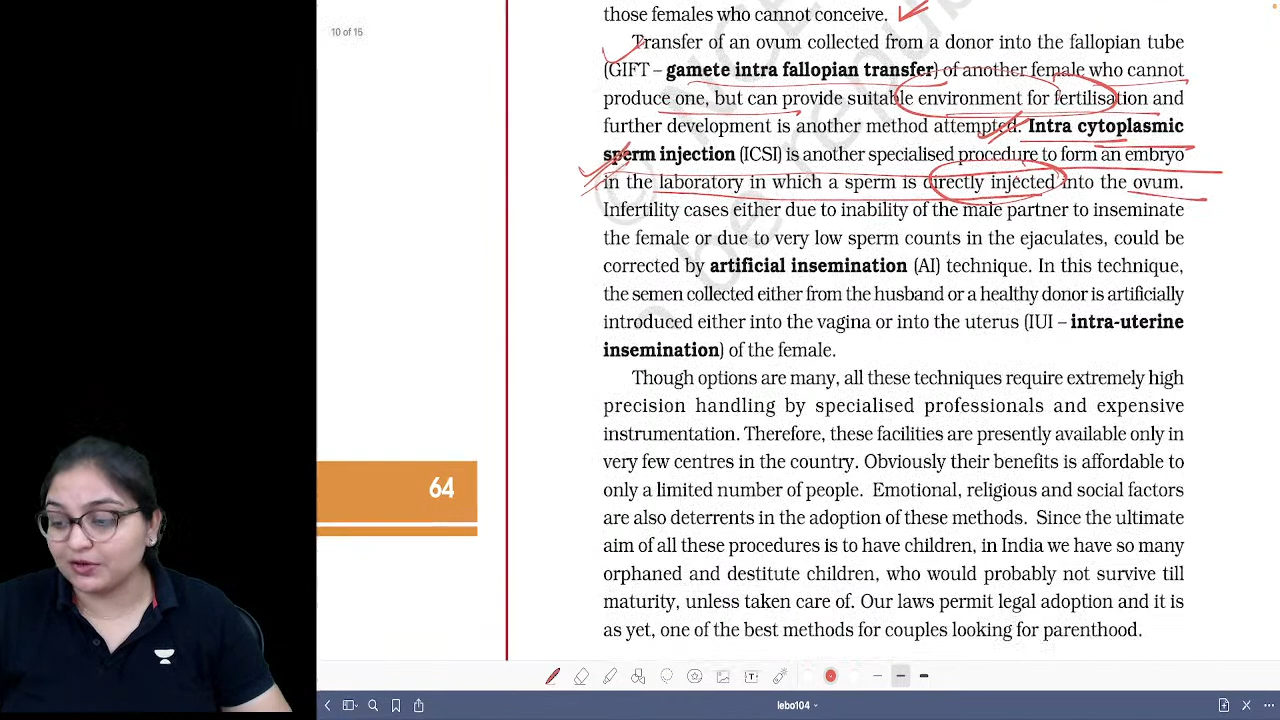 those females who cannot conceive.
10 of 15
Transfer of an ovum collected from a donor into the fallopian tube
(GIFT – gamete intra fallopian transfer) of another female who cannot
produce one, but can provide suitable environment for fertilisation and
further development is another method attempted. Intra cytoplasmic
sperm injection (ICSI) is another specialised procedure to form an embryo
in the laboratory in which a sperm is directly injected into the ovum.
Infertility cases either due to inability of the male partner to inseminate
the female or due to very low sperm counts in the ejaculates, could be
corrected by artificial insemination (AI) technique. In this technique,
the semen collected either from the husband or a healthy donor is artificially
introduced either into the vagina or into the uterus (IUI – intra-uterine
insemination) of the female.
Though options are many, all these techniques require extremely high
precision handling by specialised professionals and expensive
instrumentation. Therefore, these facilities are presently available only in
very few centres in the country. Obviously their benefits is affordable to
only a limited number of people. Emotional, religious and social factors
are also deterrents in the adoption of these methods. Since the ultimate
aim of all these procedures is to have children, in India we have so many
orphaned and destitute children, who would probably not survive till
maturity, unless taken care of. Our laws permit legal adoption and it is
as yet, one of the best methods for couples looking for parenthood.
64
lebo104